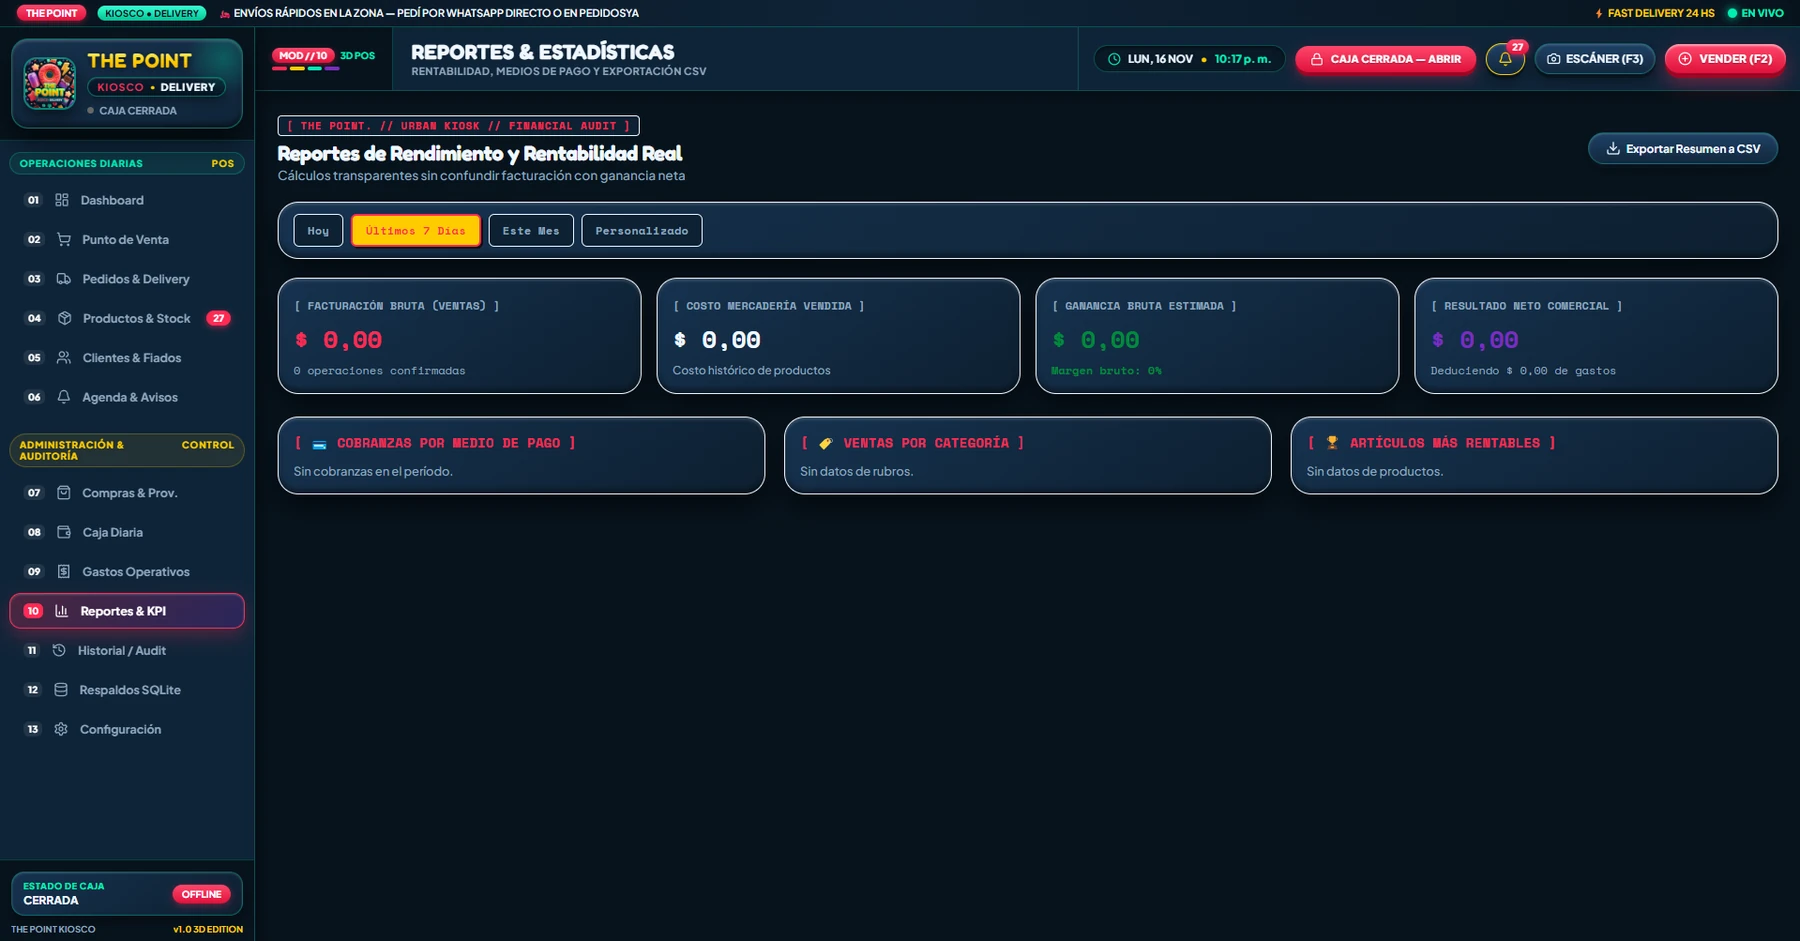 THE POINT
KIOSCO ● DELIVERY
ENVÍOS RÁPIDOS EN LA ZONA — PEDÍ POR WHATSAPP DIRECTO O EN PEDIDOSYA
FAST DELIVERY 24 HS
EN VIVO
THE POINT
KIOSCO • DELIVERY
CAJA CERRADA
MOD // 10
3D POS
REPORTES & ESTADÍSTICAS
RENTABILIDAD, MEDIOS DE PAGO Y EXPORTACIÓN CSV
LUN, 16 NOV ● 10:17 p. m.
CAJA CERRADA — ABRIR
27
ESCÁNER (F3)
VENDER (F2)
OPERACIONES DIARIAS POS
01 Dashboard
02 Punto de Venta
03 Pedidos & Delivery
04 Productos & Stock 27
05 Clientes & Fiados
06 Agenda & Avisos
ADMINISTRACIÓN & AUDITORÍA CONTROL
07 Compras & Prov.
08 Caja Diaria
09 Gastos Operativos
10 Reportes & KPI
11 Historial / Audit
12 Respaldos SQLite
13 Configuración
ESTADO DE CAJA
CERRADA
OFFLINE
THE POINT KIOSCO v1.0 3D EDITION
[ THE POINT. // URBAN KIOSK // FINANCIAL AUDIT ]
Reportes de Rendimiento y Rentabilidad Real
Cálculos transparentes sin confundir facturación con ganancia neta
Exportar Resumen a CSV
Hoy
Últimos 7 Días
Este Mes
Personalizado
[ FACTURACIÓN BRUTA (VENTAS) ]
$ 0,00
0 operaciones confirmadas
[ COSTO MERCADERÍA VENDIDA ]
$ 0,00
Costo histórico de productos
[ GANANCIA BRUTA ESTIMADA ]
$ 0,00
Margen bruto: 0%
[ RESULTADO NETO COMERCIAL ]
$ 0,00
Deduciendo $ 0,00 de gastos
[ COBRANZAS POR MEDIO DE PAGO ]
Sin cobranzas en el período.
[ VENTAS POR CATEGORÍA ]
Sin datos de rubros.
[ ARTÍCULOS MÁS RENTABLES ]
Sin datos de productos.